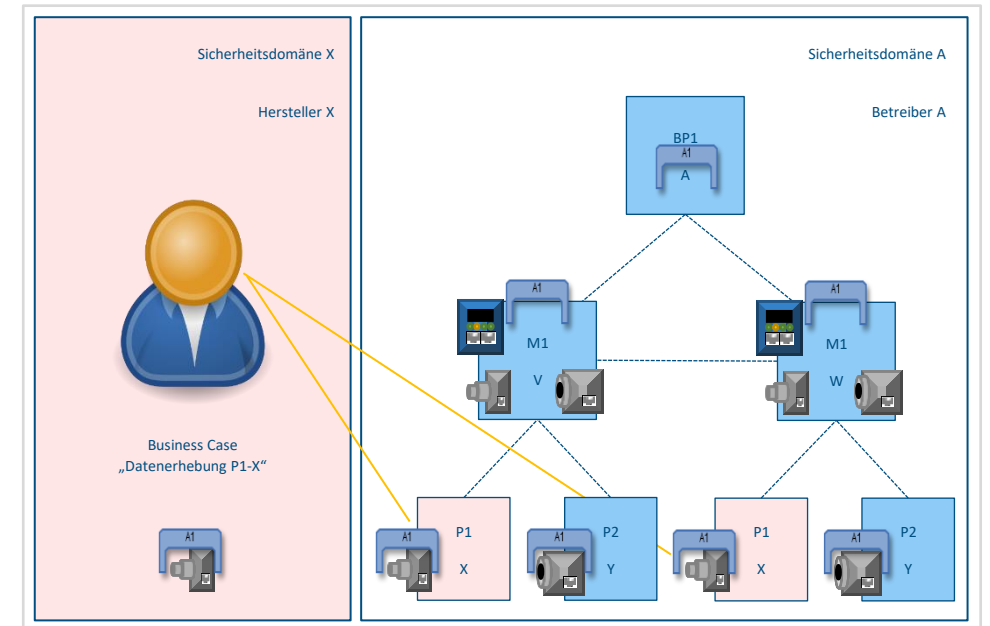 Sicherheitsdomäne X
Hersteller X
Business Case
„Datenerhebung P1-X“
A1
Sicherheitsdomäne A
Betreiber A
BP1
A1
A
A1
M1
V
A1
M1
W
A1
P1
X
A1
P2
Y
A1
P1
X
A1
P2
Y